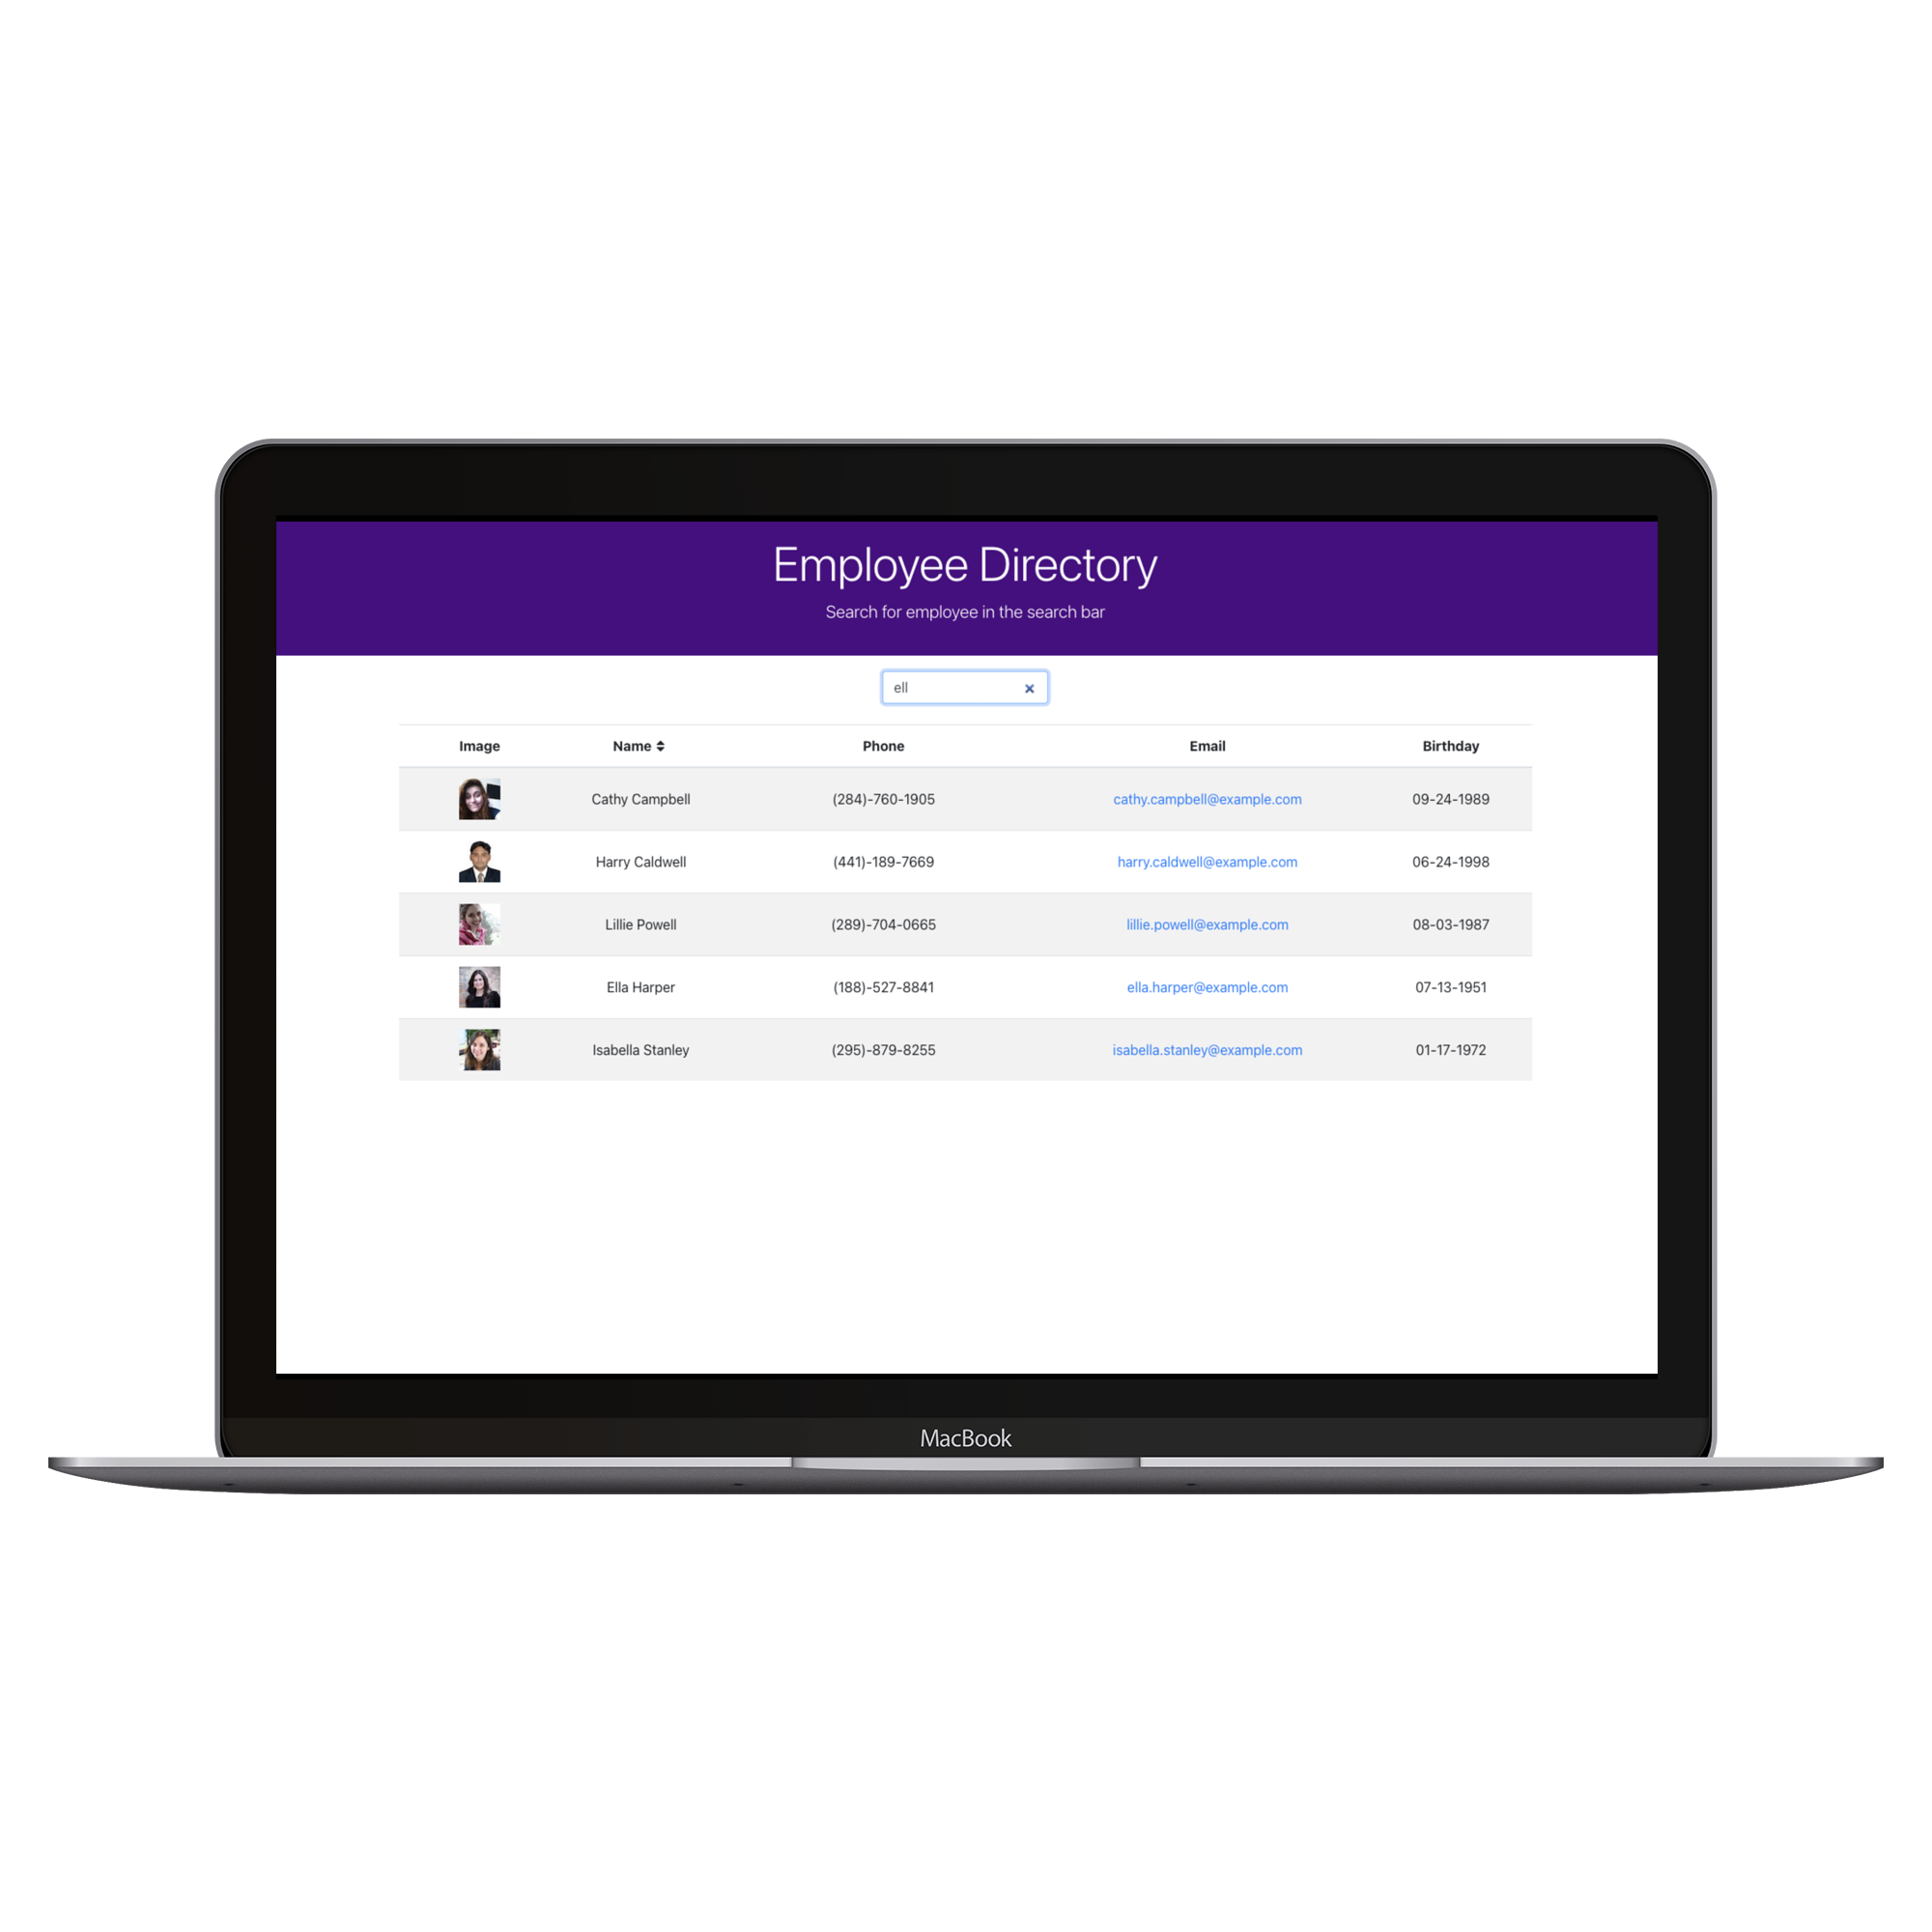 Employee Directory
Search for employee in the search bar
ell
Image Name Phone Email Birthday
Cathy Campbell (284)-760-1905 cathy.campbell@example.com 09-24-1989
Harry Caldwell (441)-189-7669 harry.caldwell@example.com 06-24-1998
Lillie Powell (289)-704-0665 lillie.powell@example.com 08-03-1987
Ella Harper (188)-527-8841 ella.harper@example.com 07-13-1951
Isabella Stanley (295)-879-8255 isabella.stanley@example.com 01-17-1972
MacBook